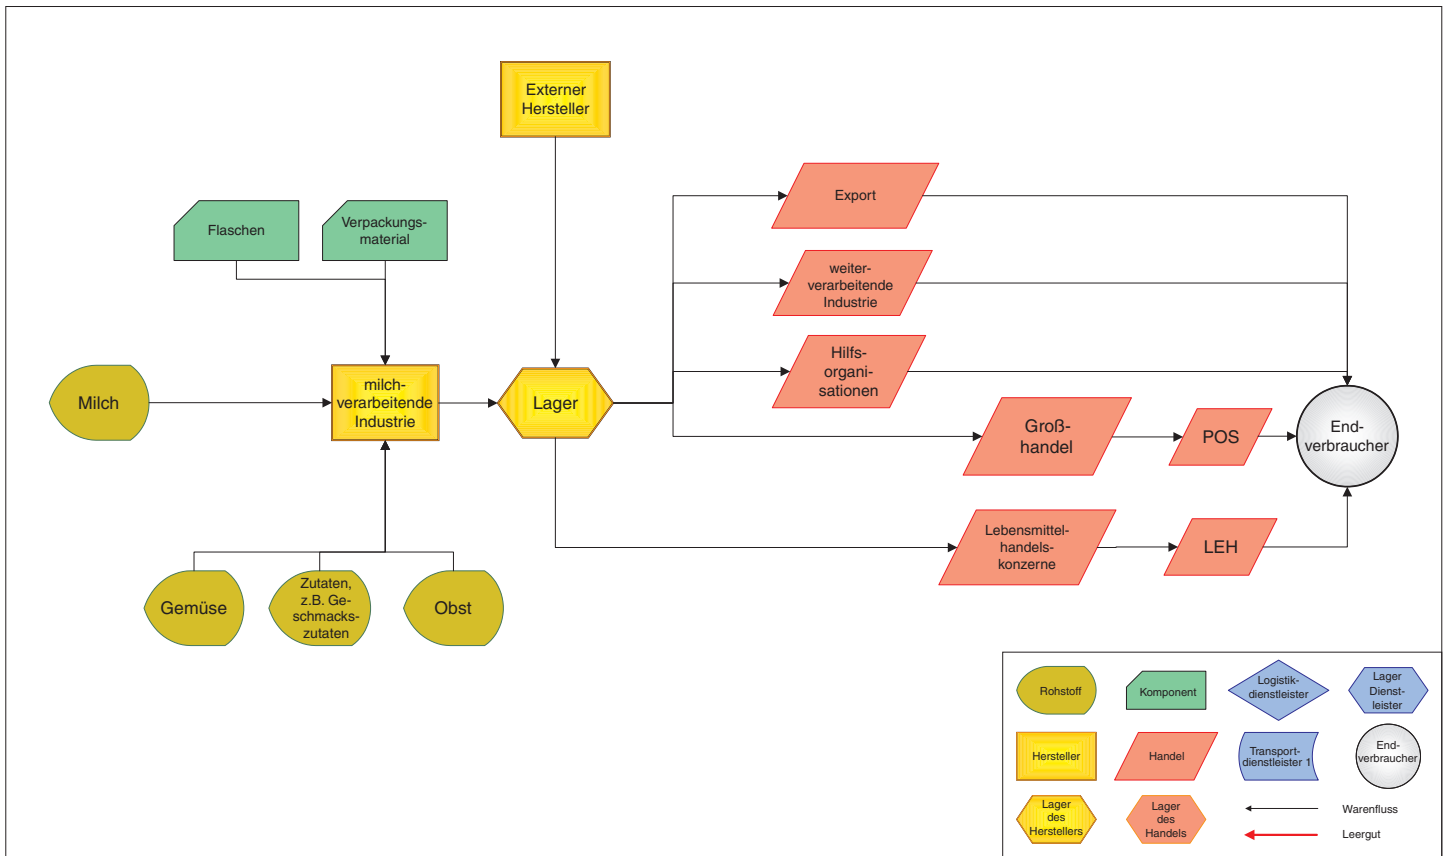 Externer
Hersteller
Export
Flaschen
Verpackungs-
material
weiter-
verarbeitende
Industrie
Hilfs-
organi-
sationen
Milch
milch-
verarbeitende
Industrie
Lager
Groß-
handel
POS
End-
verbraucher
Lebensmittel-
handels-
konzerne
LEH
Gemüse
Zutaten,
z.B. Ge-
schmacks-
zutaten
Obst
Rohstoff
Komponent
Logistik-
dienstleister
Lager
Dienst-
leister
Hersteller
Handel
Transport-
dienstleister 1
End-
verbraucher
Lager
des
Herstellers
Lager
des
Handels
Warenfluss
Leergut